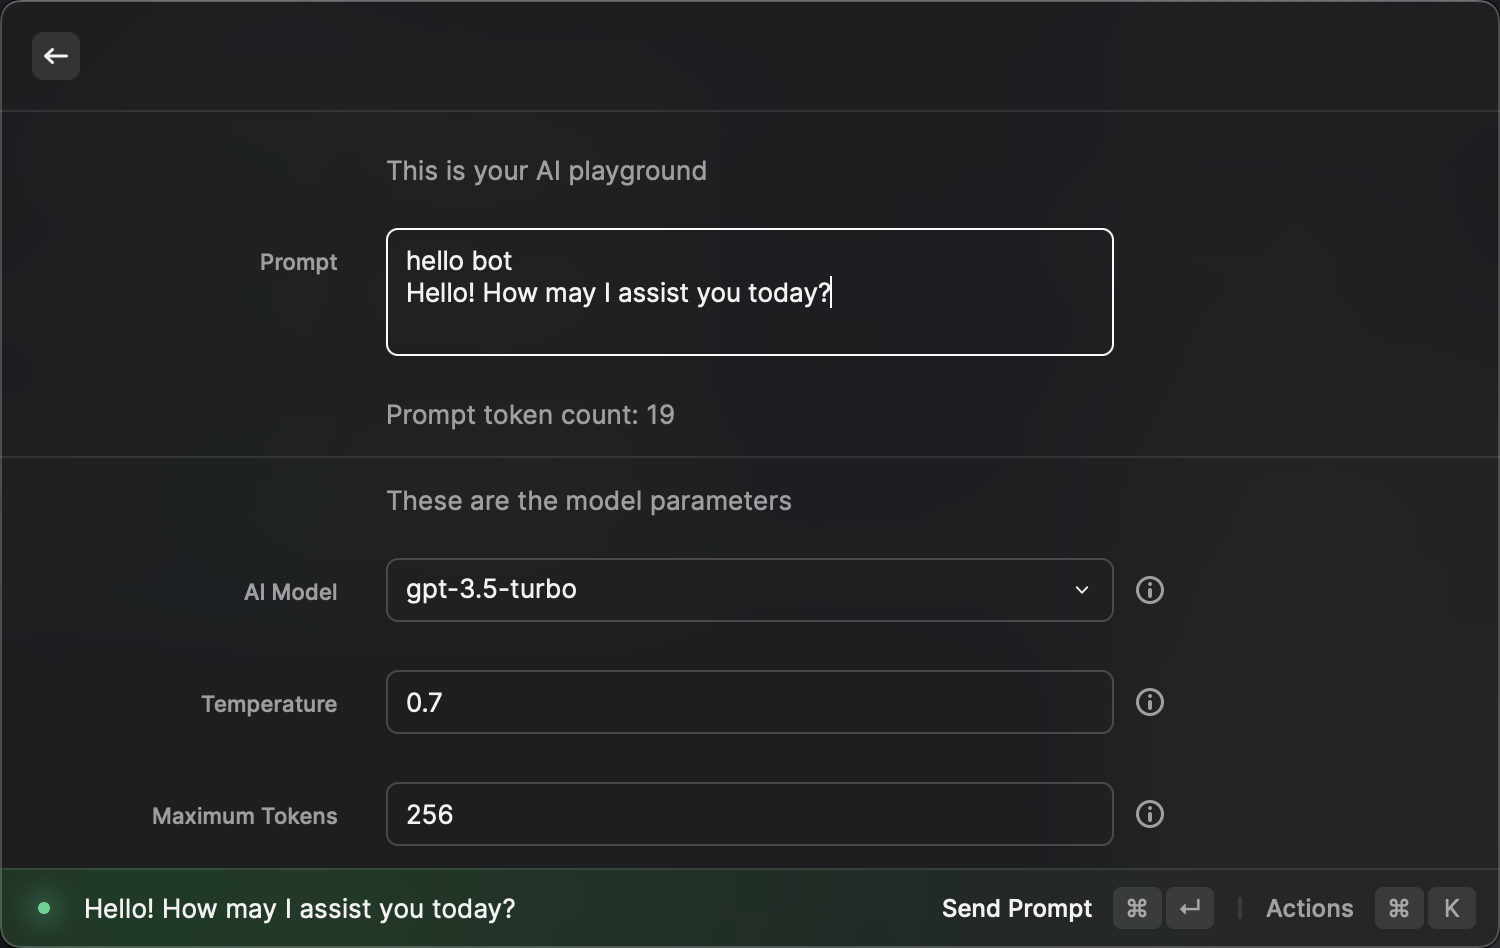 This is your AI playground
Prompt
hello bot
Hello! How may I assist you today?
Prompt token count: 19
These are the model parameters
AI Model
gpt-3.5-turbo
Temperature
0.7
Maximum Tokens
256
Hello! How may I assist you today?
Send Prompt ⌘ ↵
Actions ⌘ K